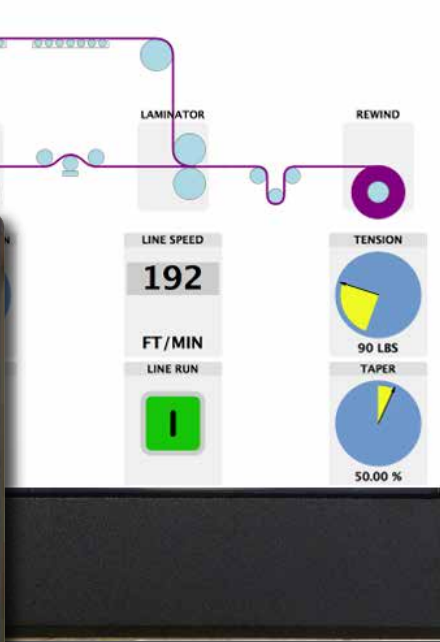 LAMINATOR
REWIND
LINE SPEED
TENSION
192
FT/MIN
90 LBS
LINE RUN
TAPER
I
50.00 %